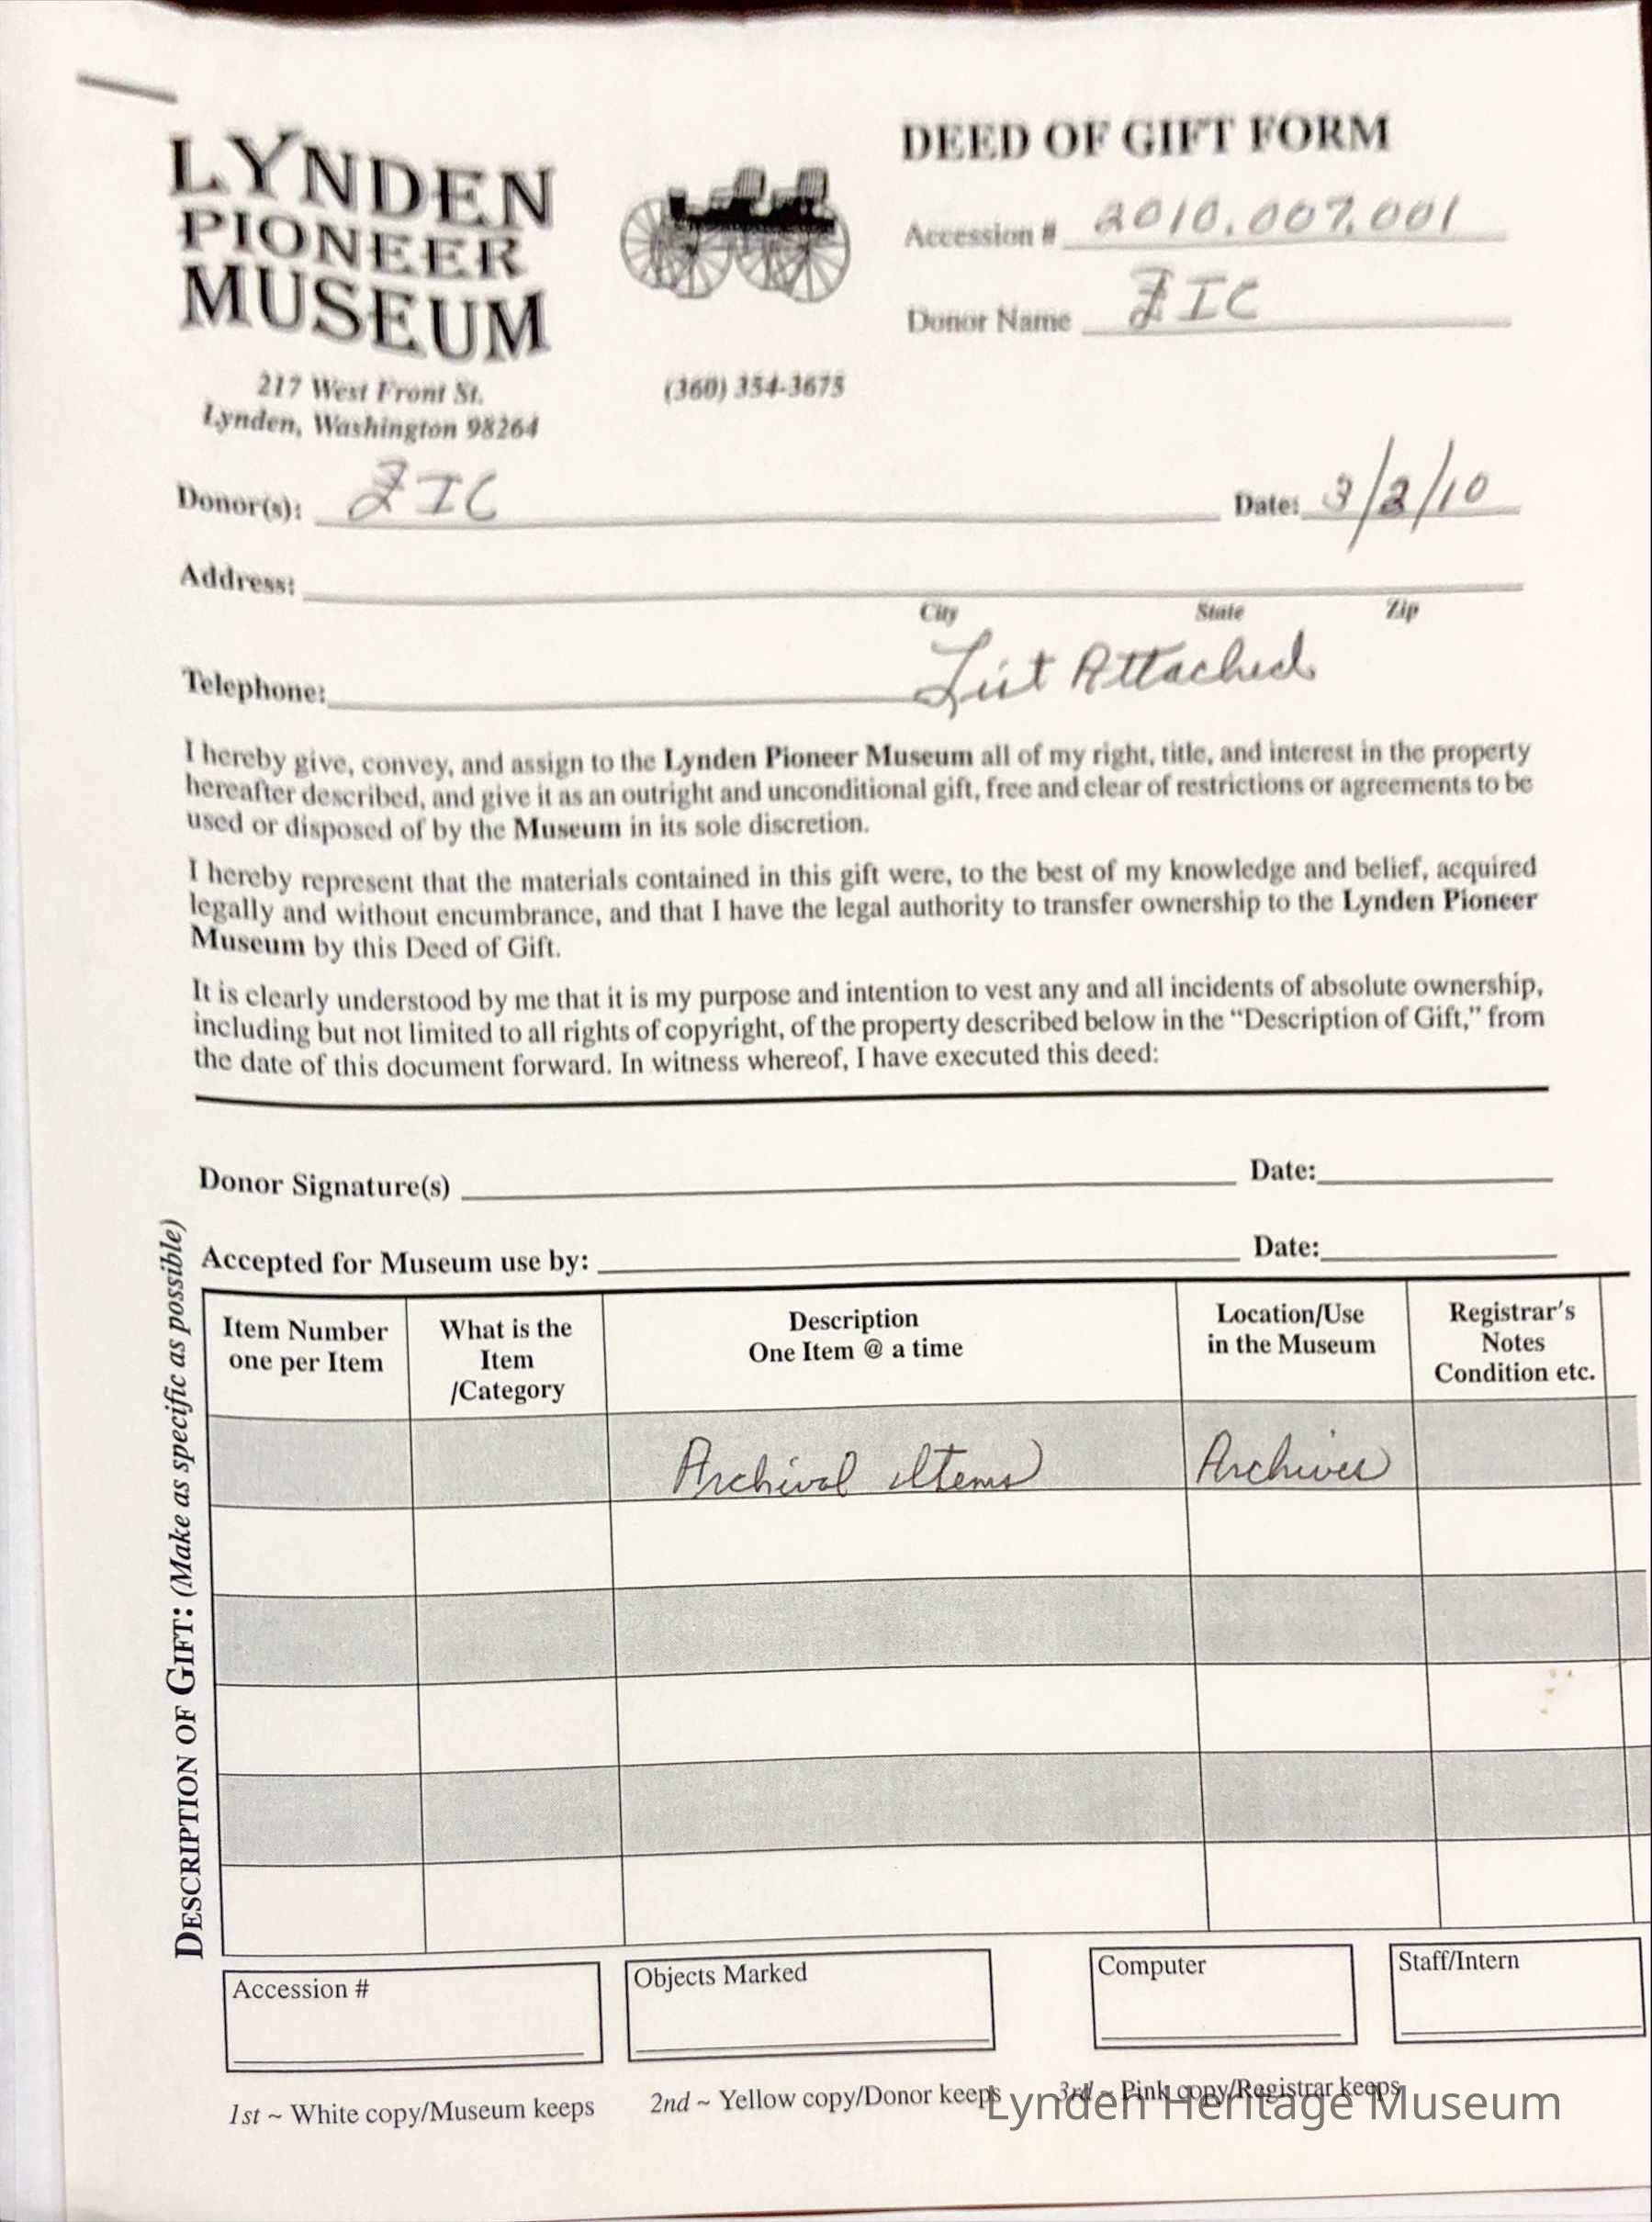 LYNDEN
PIONEER
MUSEUM
217 West Front St.
Lynden, Washington 98264
(360) 354-3675
DEED OF GIFT FORM
Accession # 2010.007.001
Donor Name FIC
Donor(s): FIC Date: 3/2/10
Address:
City State Zip
Telephone: List Attached
I hereby give, convey, and assign to the Lynden Pioneer Museum all of my right, title, and interest in the property
hereafter described, and give it as an outright and unconditional gift, free and clear of restrictions or agreements to be
used or disposed of by the Museum in its sole discretion.
I hereby represent that the materials contained in this gift were, to the best of my knowledge and belief, acquired
legally and without encumbrance, and that I have the legal authority to transfer ownership to the Lynden Pioneer
Museum by this Deed of Gift.
It is clearly understood by me that it is my purpose and intention to vest any and all incidents of absolute ownership,
including but not limited to all rights of copyright, of the property described below in the “Description of Gift,” from
the date of this document forward. In witness whereof, I have executed this deed:
Donor Signature(s) Date:
Accepted for Museum use by: Date:
DESCRIPTION OF GIFT: (Make as specific as possible)
Item Number
one per Item
What is the
Item
/Category
Description
One Item @ a time
Location/Use
in the Museum
Registrar's
Notes
Condition etc.
Archival Items Archives
Accession #
Objects Marked
Computer
Staff/Intern
1st ~ White copy/Museum keeps 2nd ~ Yellow copy/Donor keeps 3rd ~ Pink copy/Registrar keeps
Lynden Heritage Museum